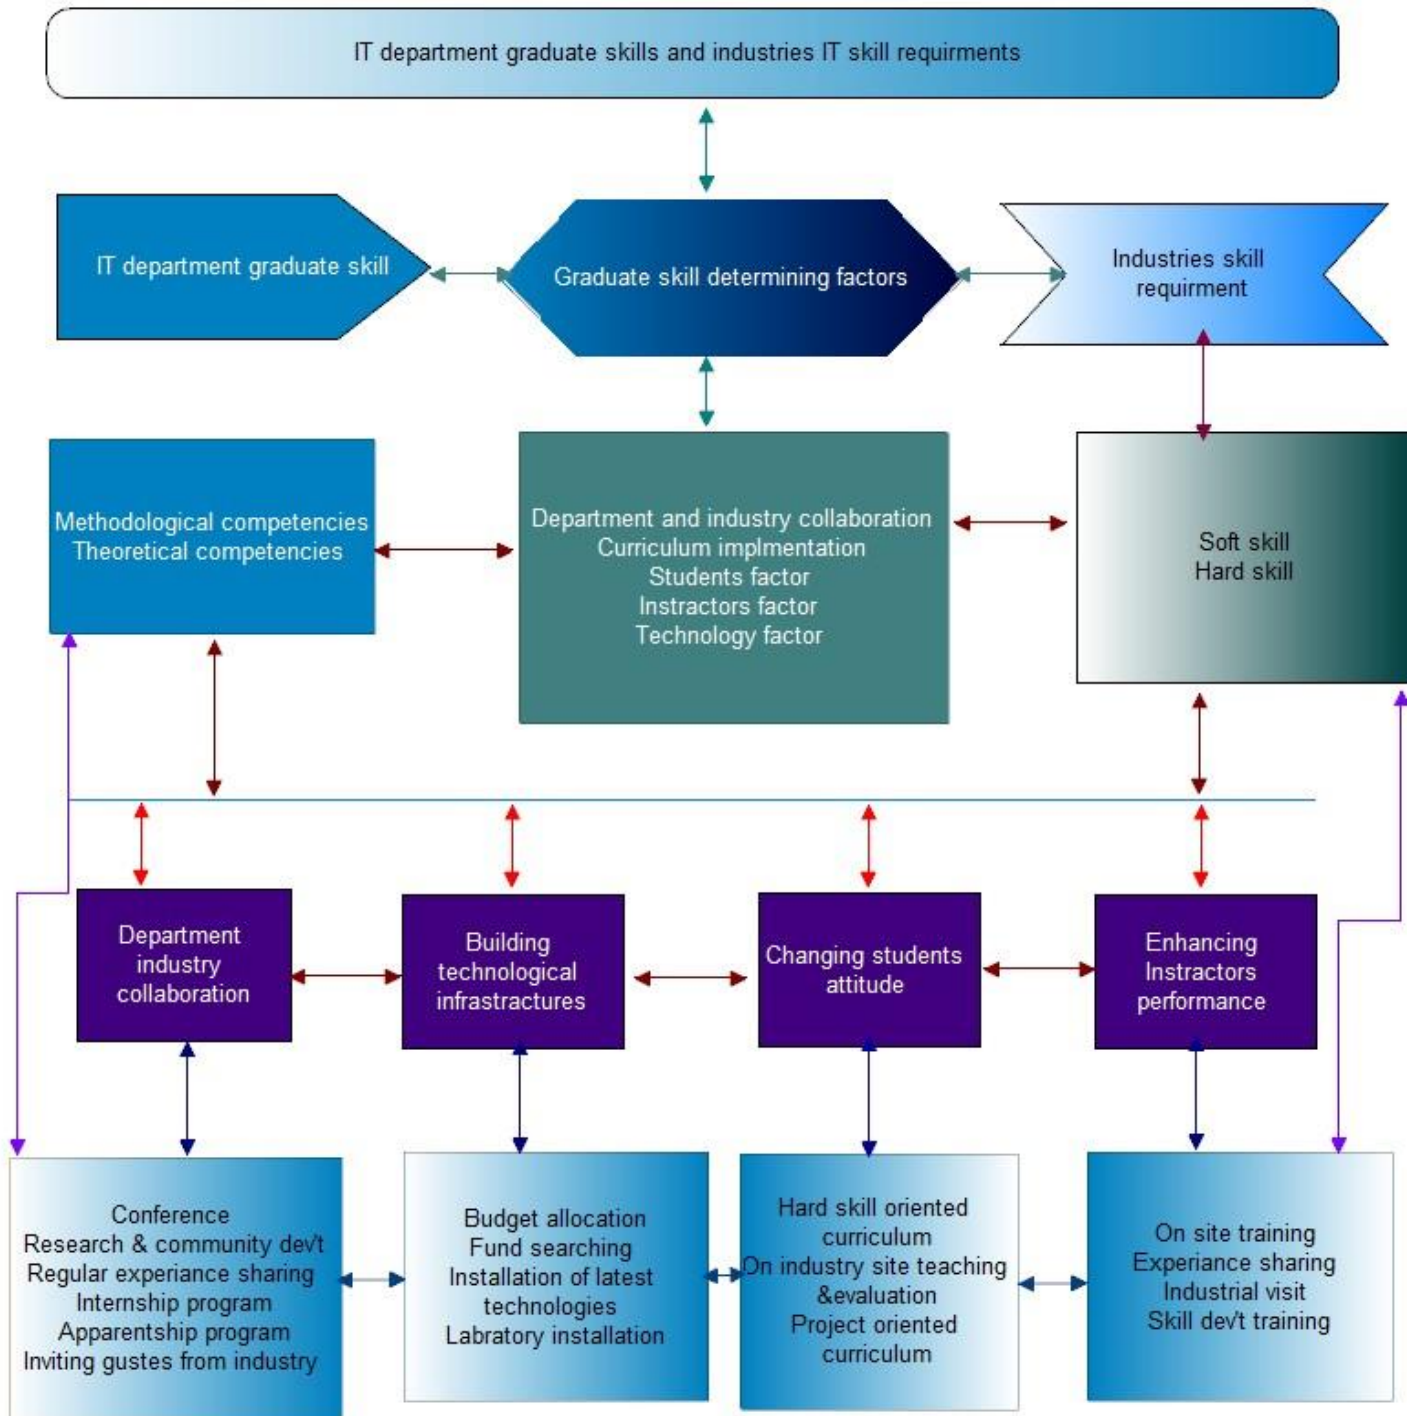 IT department graduate skills and industries IT skill requirments
IT department graduate skill
Graduate skill determining factors
Industries skill
requirment
Methodological competencies
Theoretical competencies
Department and industry collaboration
Curriculum implmentation
Students factor
Instractors factor
Technology factor
Soft skill
Hard skill
Department
industry
collaboration
Building
technological
infrastractures
Changing students
attitude
Enhancing
Instractors
performance
Conference
Research & community dev't
Regular experiance sharing
Internship program
Apparentship program
Inviting gustes from industry
Budget allocation
Fund searching
Installation of latest
technologies
Labratory installation
Hard skill oriented
curriculum
On industry site teaching
&evaluation
Project oriented
curriculum
On site training
Experiance sharing
Industrial visit
Skill dev't training